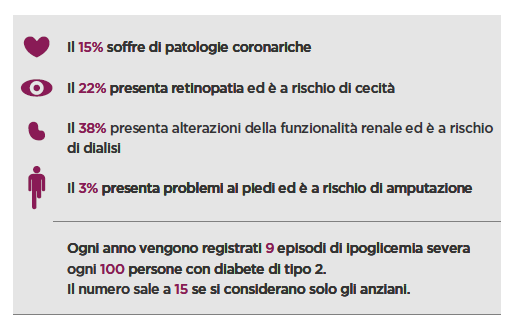 Il 15% soffre di patologie coronariche
Il 22% presenta retinopatia ed è a rischio di cecità
Il 38% presenta alterazioni della funzionalità renale ed è a rischio
di dialisi
Il 3% presenta problemi ai piedi ed è a rischio di amputazione
Ogni anno vengono registrati 9 episodi di ipoglicemia severa
ogni 100 persone con diabete di tipo 2.
Il numero sale a 15 se si considerano solo gli anziani.